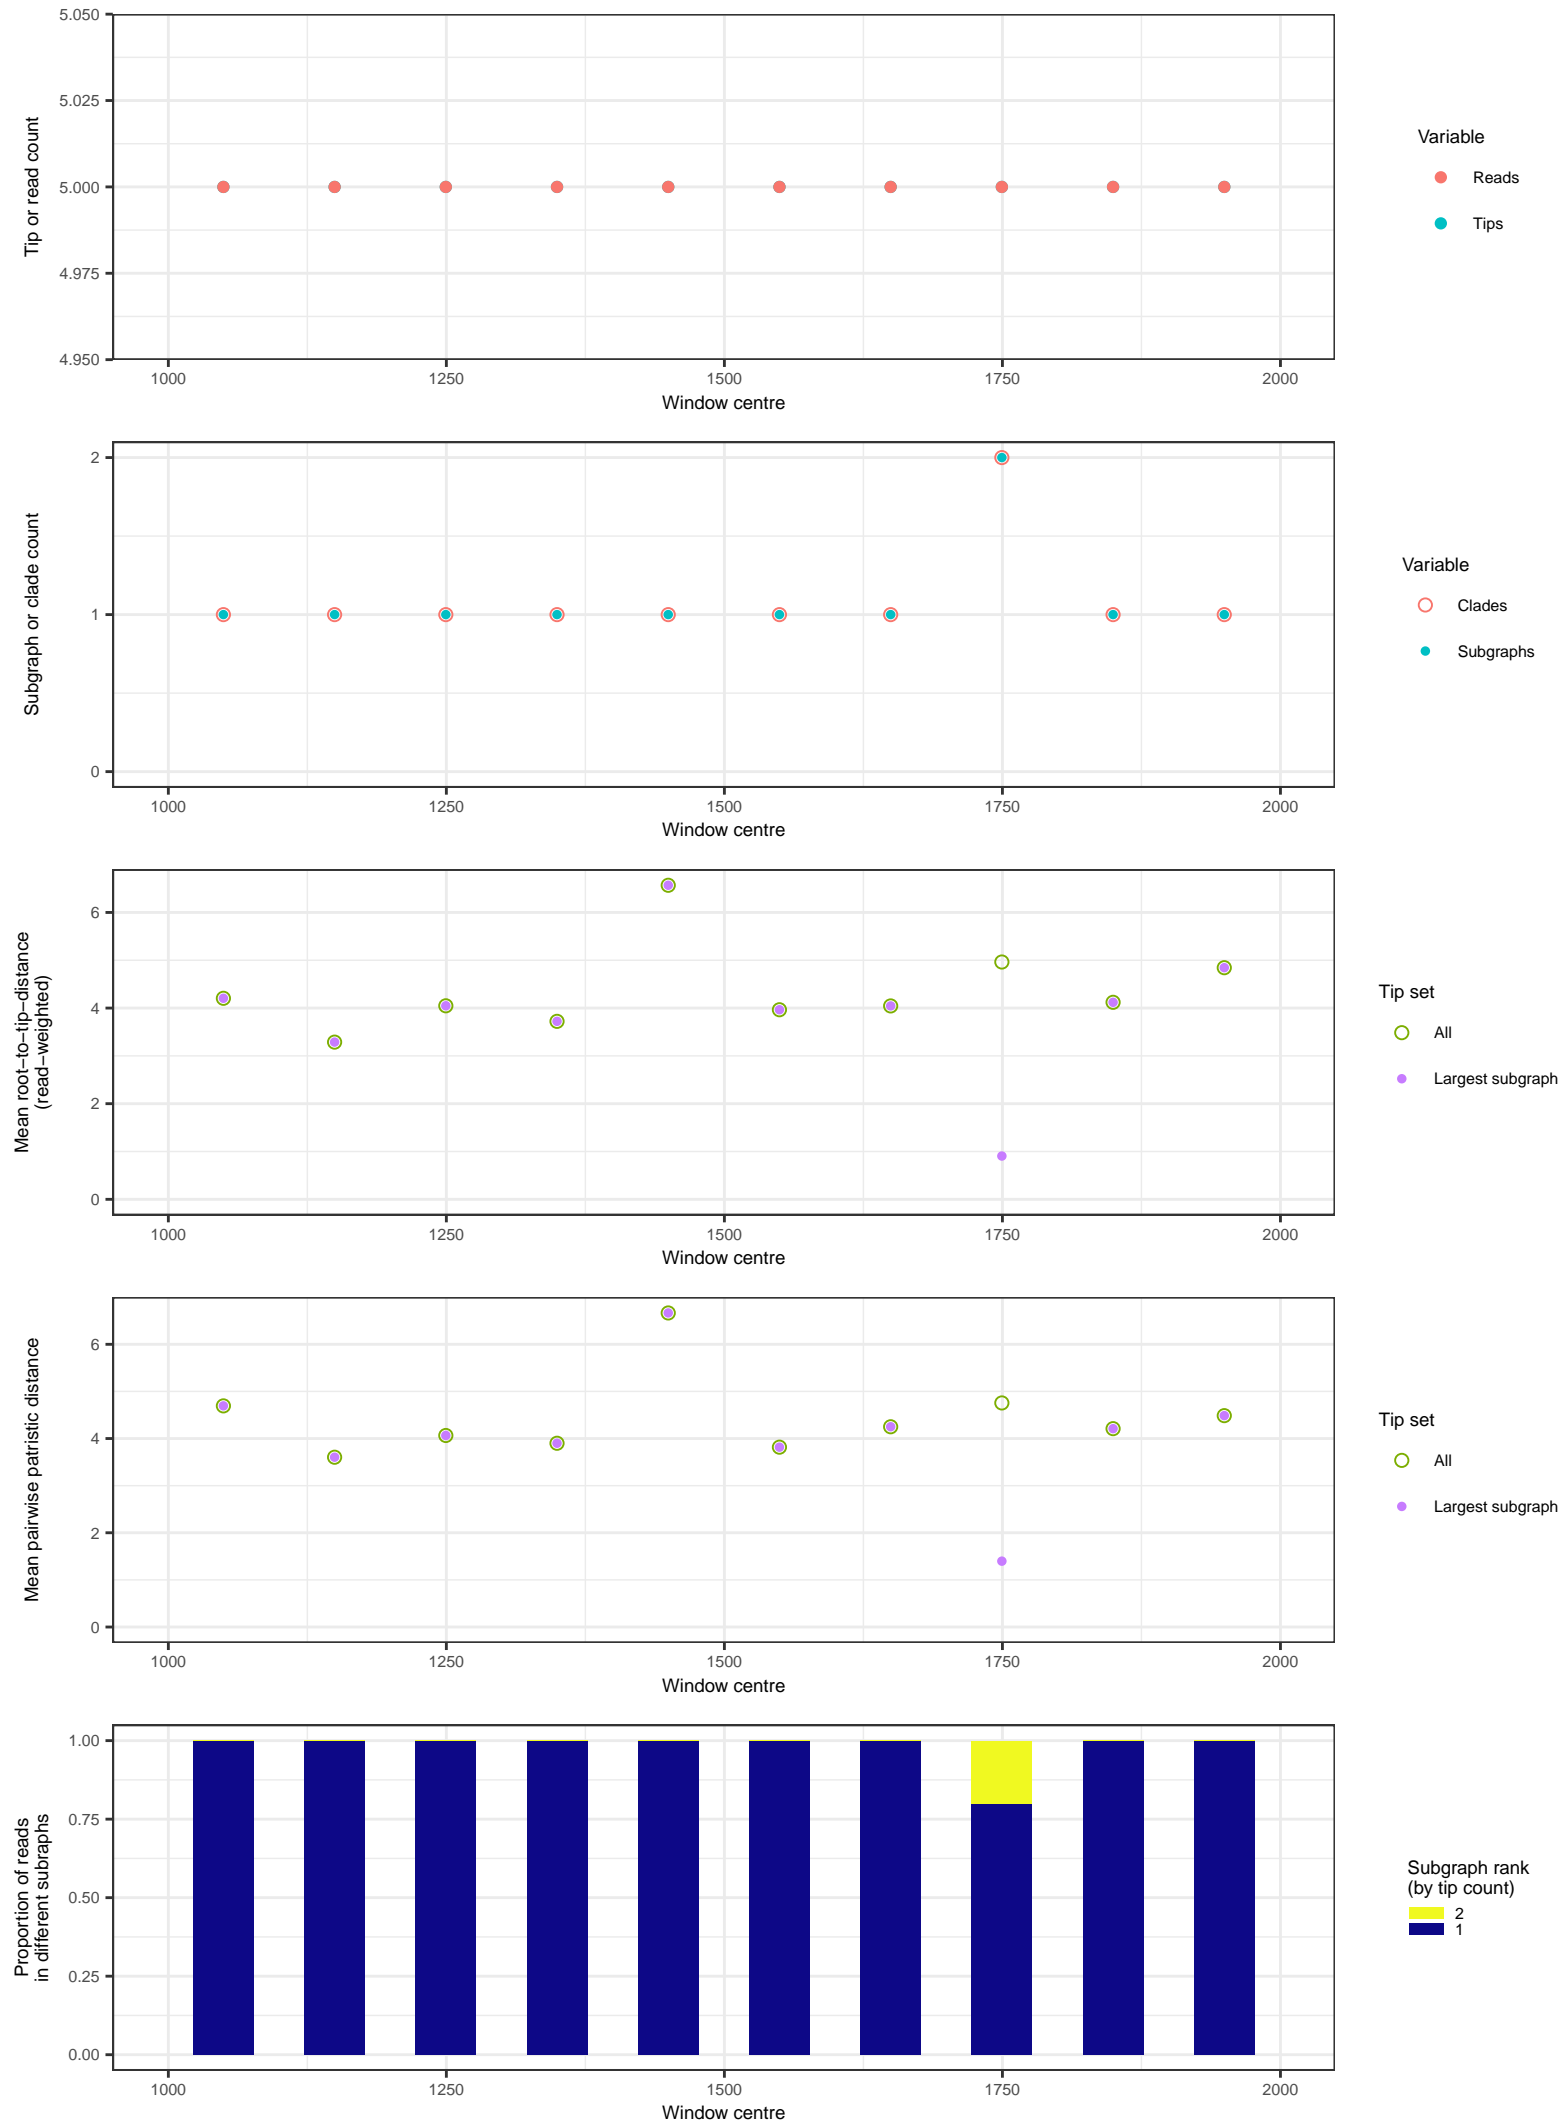 5.050
5.025
5.000
4.975
4.950
Tip or read count
1000 1250 1500 1750 2000
Window centre
Variable
Reads
Tips
2
1
0
Subgraph or clade count
1000 1250 1500 1750 2000
Window centre
Variable
Clades
Subgraphs
6
4
2
0
Mean root−to−tip−distance
(read−weighted)
1000 1250 1500 1750 2000
Window centre
Tip set
All
Largest subgraph
6
4
2
0
Mean pairwise patristic distance
1000 1250 1500 1750 2000
Window centre
Tip set
All
Largest subgraph
1.00
0.75
0.50
0.25
0.00
Proportion of reads
in different subraphs
1000 1250 1500 1750 2000
Window centre
Subgraph rank
(by tip count)
2
1